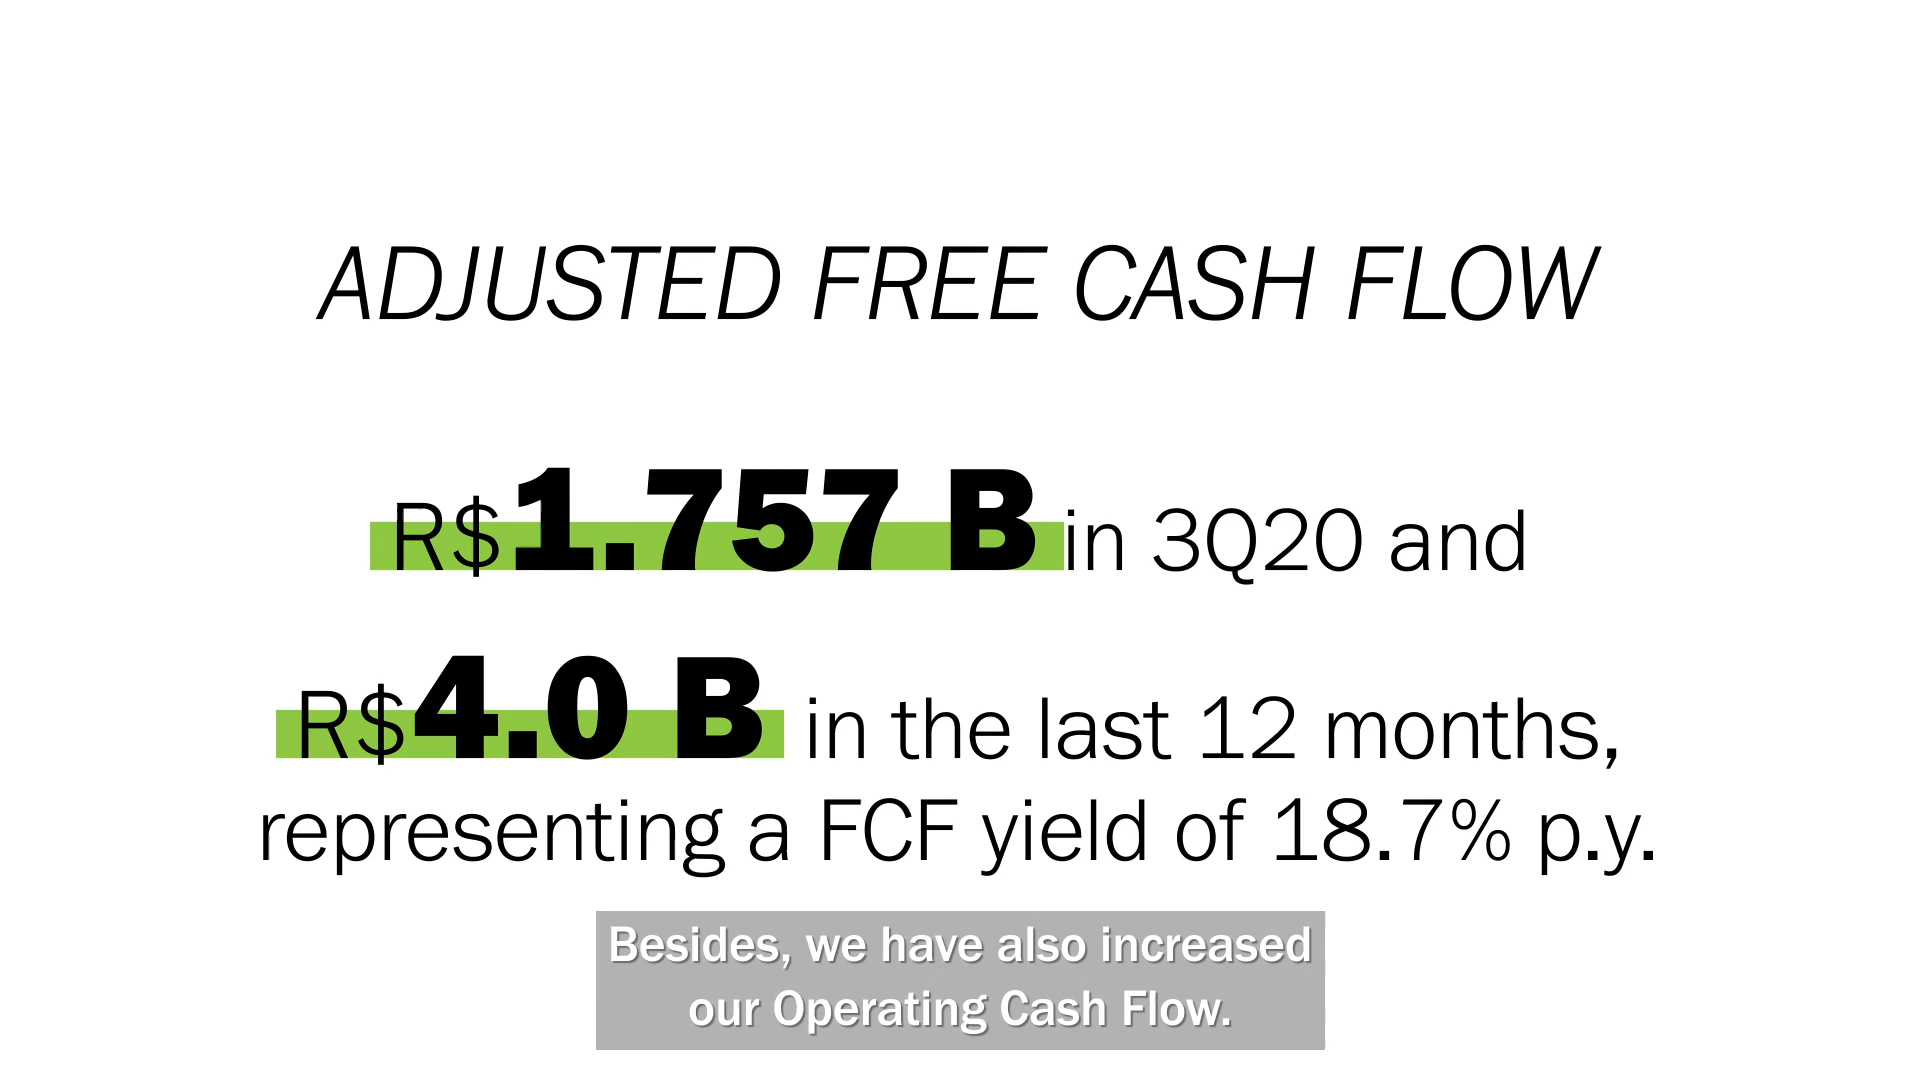 ADJUSTED FREE CASH FLOW
R$1.757 B in 3Q20 and
R$4.0 B in the last 12 months,
representing a FCF yield of 18.7% p.y.
Besides, we have also increased
our Operating Cash Flow.